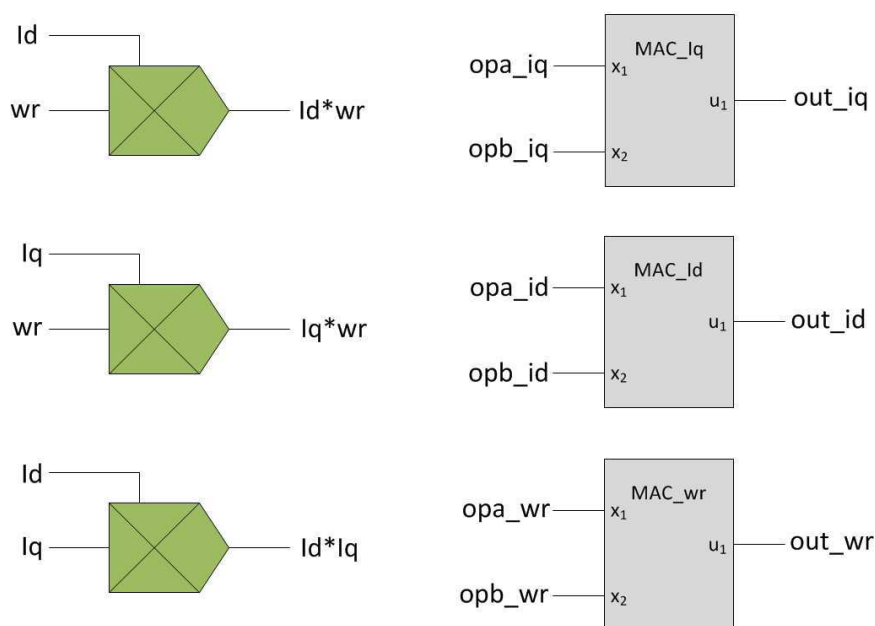 Id
wr
Id*wr
Iq
wr
Iq*wr
Id
Iq
Id*Iq
MAC_Iq
opa_iq
x₁
u₁
out_iq
opb_iq
x₂
MAC_Id
opa_id
x₁
u₁
out_id
opb_id
x₂
MAC_wr
opa_wr
x₁
u₁
out_wr
opb_wr
x₂